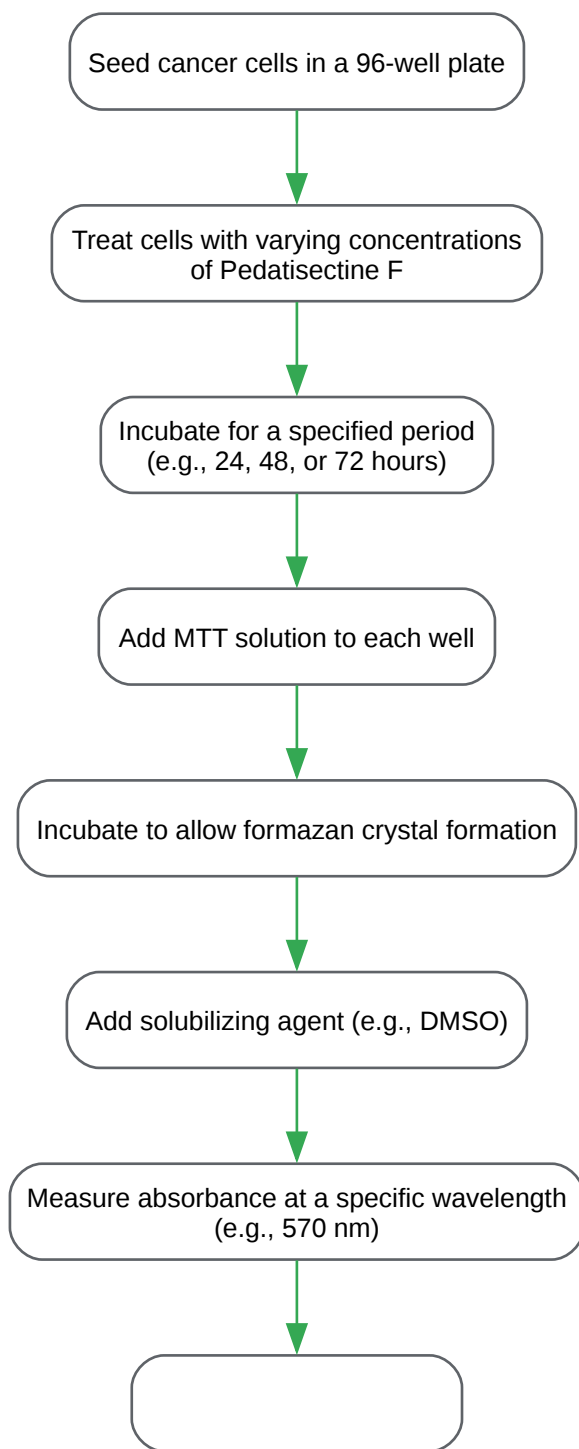 Seed cancer cells in a 96-well plate
Treat cells with varying concentrations
of Pedatisectine F
Incubate for a specified period
(e.g., 24, 48, or 72 hours)
Add MTT solution to each well
Incubate to allow formazan crystal formation
Add solubilizing agent (e.g., DMSO)
Measure absorbance at a specific wavelength
(e.g., 570 nm)